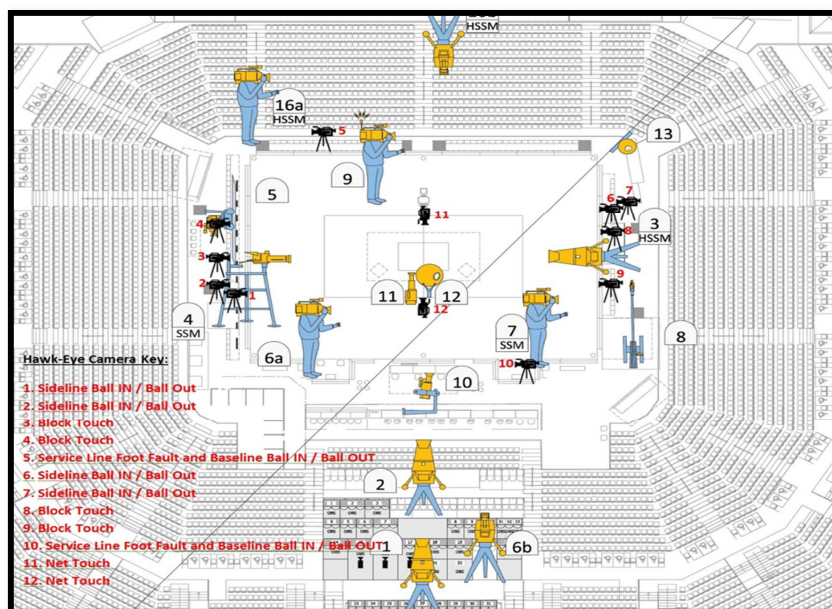 HSSM
16a
HSSM
5
13
9
5
7
6
3
HSSM
11
4
8
3
9
2
1
11
12
12
4
SSM
7
SSM
8
6a
10
10
Hawk-Eye Camera Key:
1. Sideline Ball IN / Ball Out
2. Sideline Ball IN / Ball Out
3. Block Touch
4. Block Touch
5. Service Line Foot Fault and Baseline Ball IN / Ball OUT
6. Sideline Ball IN / Ball Out
7. Sideline Ball IN / Ball Out
8. Block Touch
9. Block Touch
10. Service Line Foot Fault and Baseline Ball IN / Ball OUT
11. Net Touch
12. Net Touch
2
1
6b